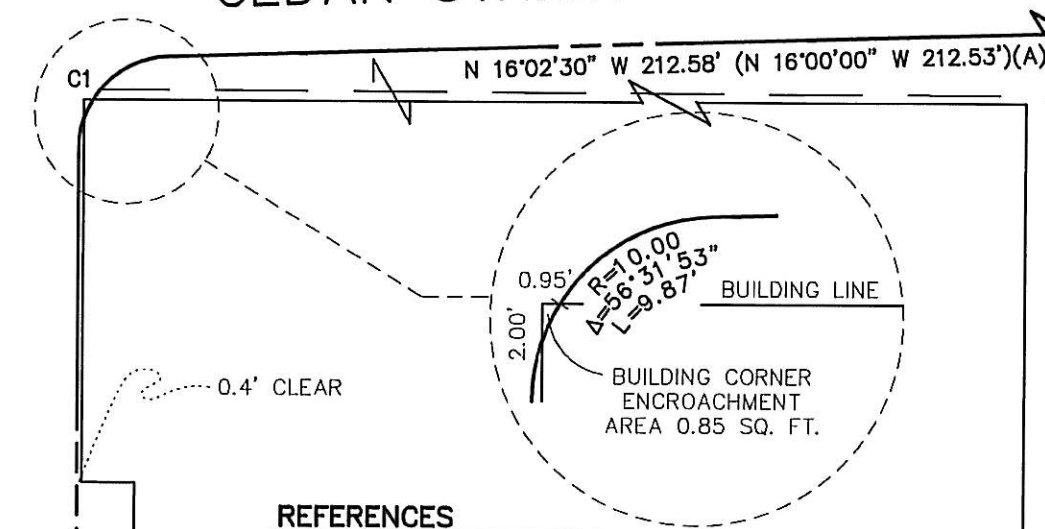 C1
N 16°02'30" W 212.58' (N 16°00'00" W 212.53')(A)
R=10.00
Δ=56°31'53"
L=9.87'
0.95'
2.00'
BUILDING LINE
BUILDING CORNER
ENCROACHMENT
AREA 0.85 SQ. FT.
0.4' CLEAR
REFERENCES